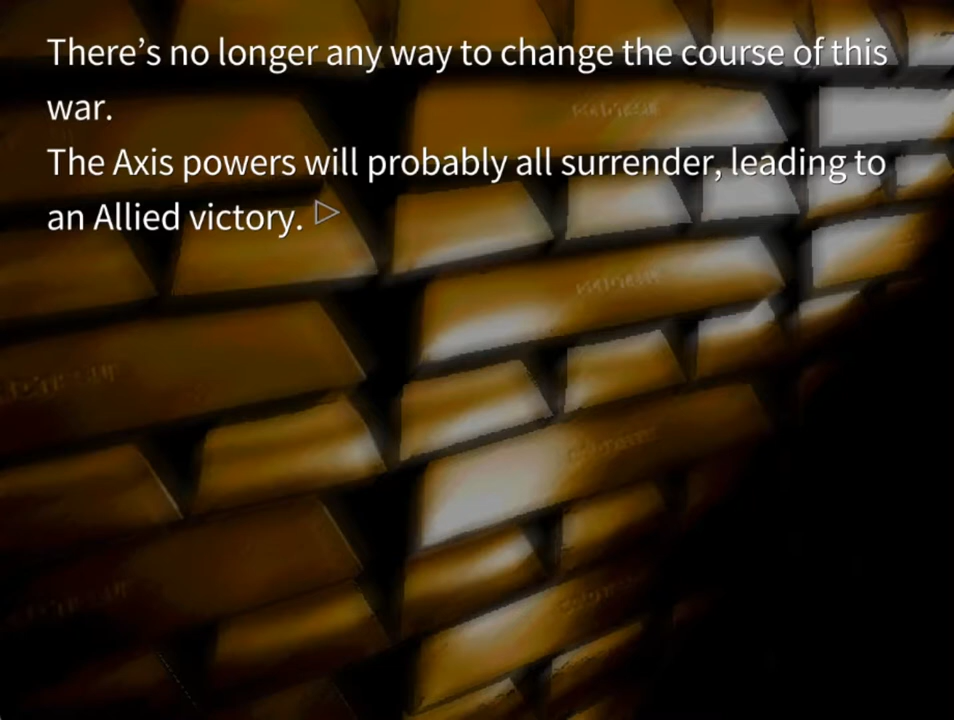 There’s no longer any way to change the course of this
war.
The Axis powers will probably all surrender, leading to
an Allied victory.